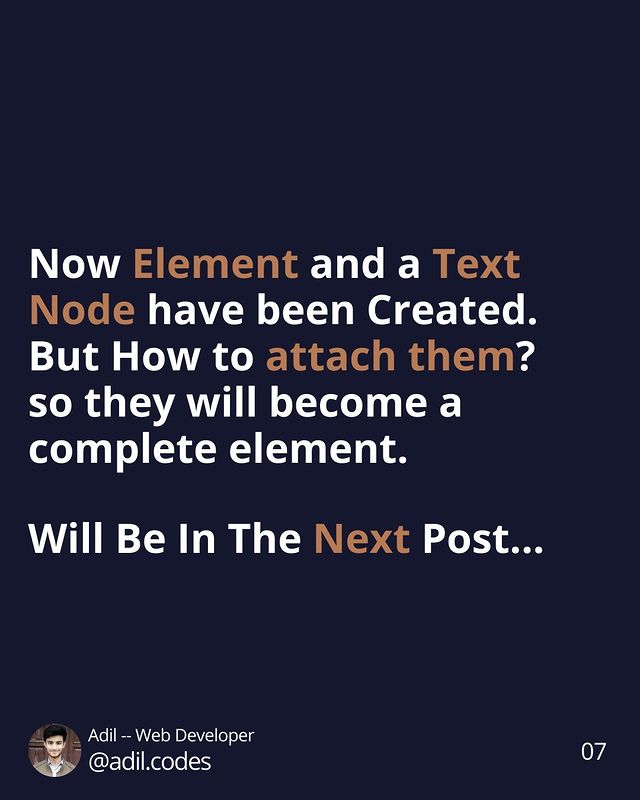 Now Element and a Text
Node have been Created.
But How to attach them?
so they will become a
complete element.
Will Be In The Next Post...
Adil -- Web Developer
@adil.codes
07